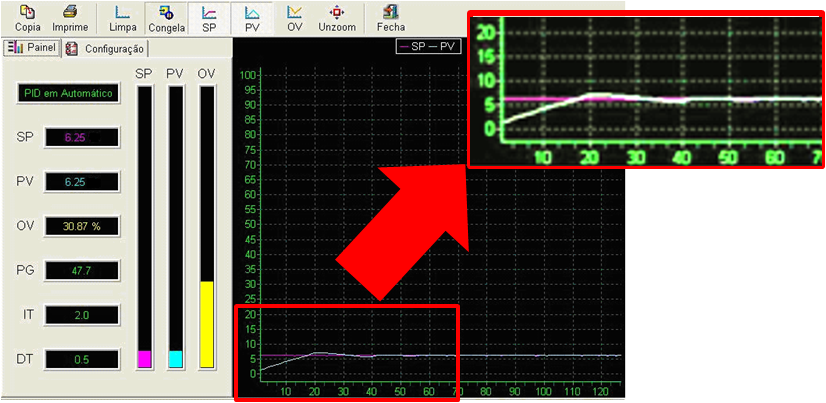 Copia Imprime Limpa Congela SP PV OV Unzoom Fecha
Painel Configuração
SP PV OV
PID em Automático
SP 6.25
PV 6.25
OV 30.87 %
PG 47.7
IT 2.0
DT 0.5
SP PV
100
95
90
85
80
75
70
65
60
55
50
45
40
35
30
25
20
15
10
5
0
10 20 30 40 50 60 70 80 90 100 110 120
20
15
10
5
0
10 20 30 40 50 60 7